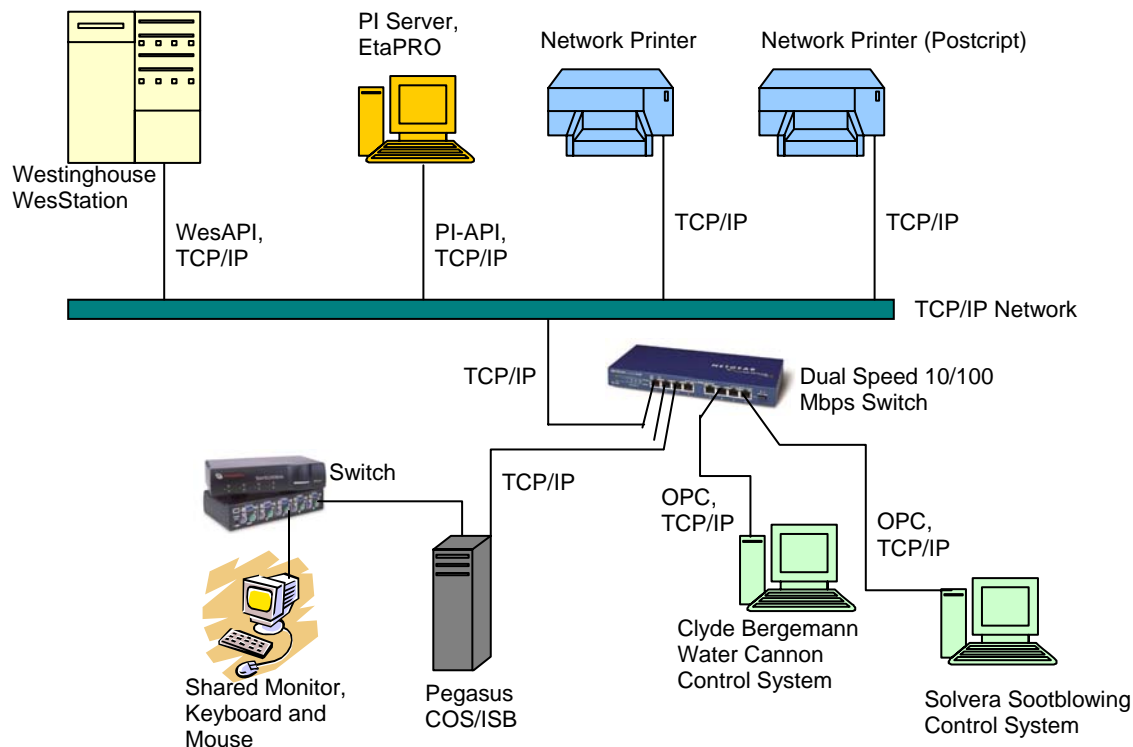 PI Server,
EtaPRO
Network Printer
Network Printer (Postcript)
Westinghouse
WesStation
WesAPI,
TCP/IP
PI-API,
TCP/IP
TCP/IP
TCP/IP
TCP/IP Network
TCP/IP
NETGEAR
Dual Speed 10/100
Mbps Switch
Switch
TCP/IP
OPC,
TCP/IP
OPC,
TCP/IP
Shared Monitor,
Keyboard and
Mouse
Pegasus
COS/ISB
Clyde Bergemann
Water Cannon
Control System
Solvera Sootblowing
Control System